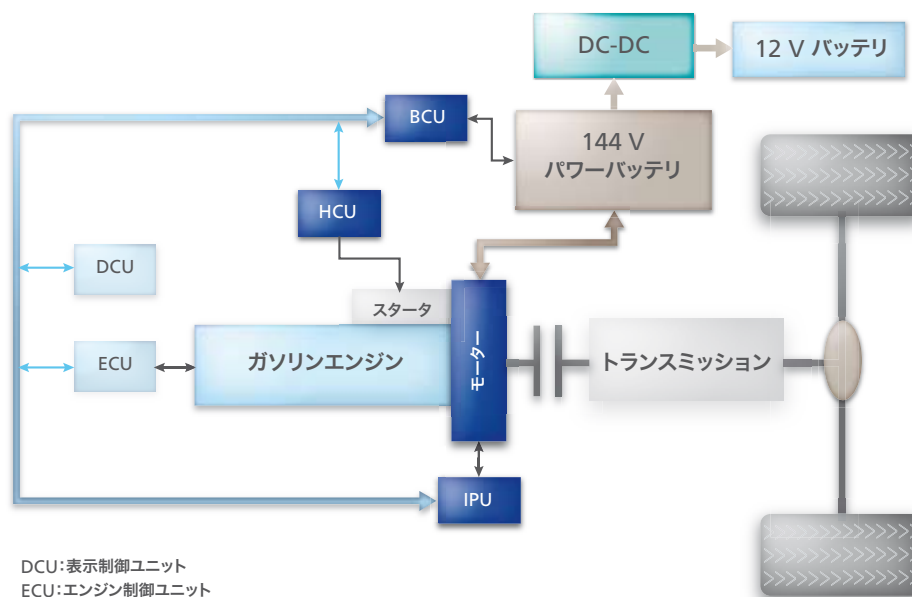 DC-DC
12 V バッテリ
BCU
144 V
パワーバッテリ
HCU
DCU
スタータ
ECU
ガソリンエンジン
モーター
トランスミッション
IPU
DCU:表示制御ユニット
ECU:エンジン制御ユニット